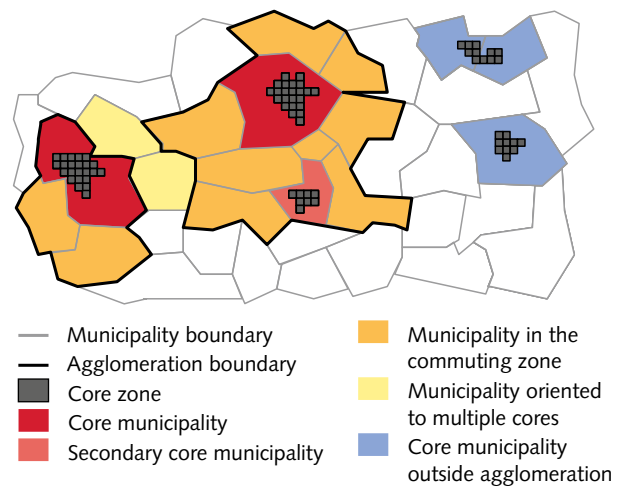 Municipality boundary
Agglomeration boundary
Core zone
Core municipality
Secondary core municipality
Municipality in the
commuting zone
Municipality oriented
to multiple cores
Core municipality
outside agglomeration